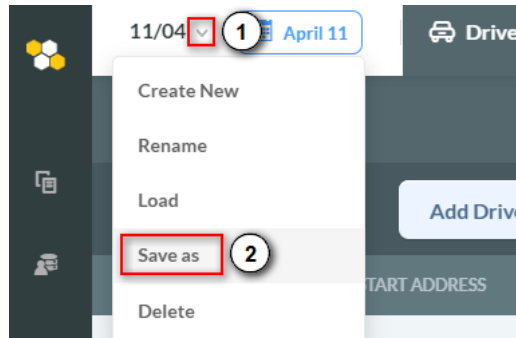 11/04 1 April 11 Drive
Create New
Rename
Load
Add Drive
Save as 2
TART ADDRESS
Delete